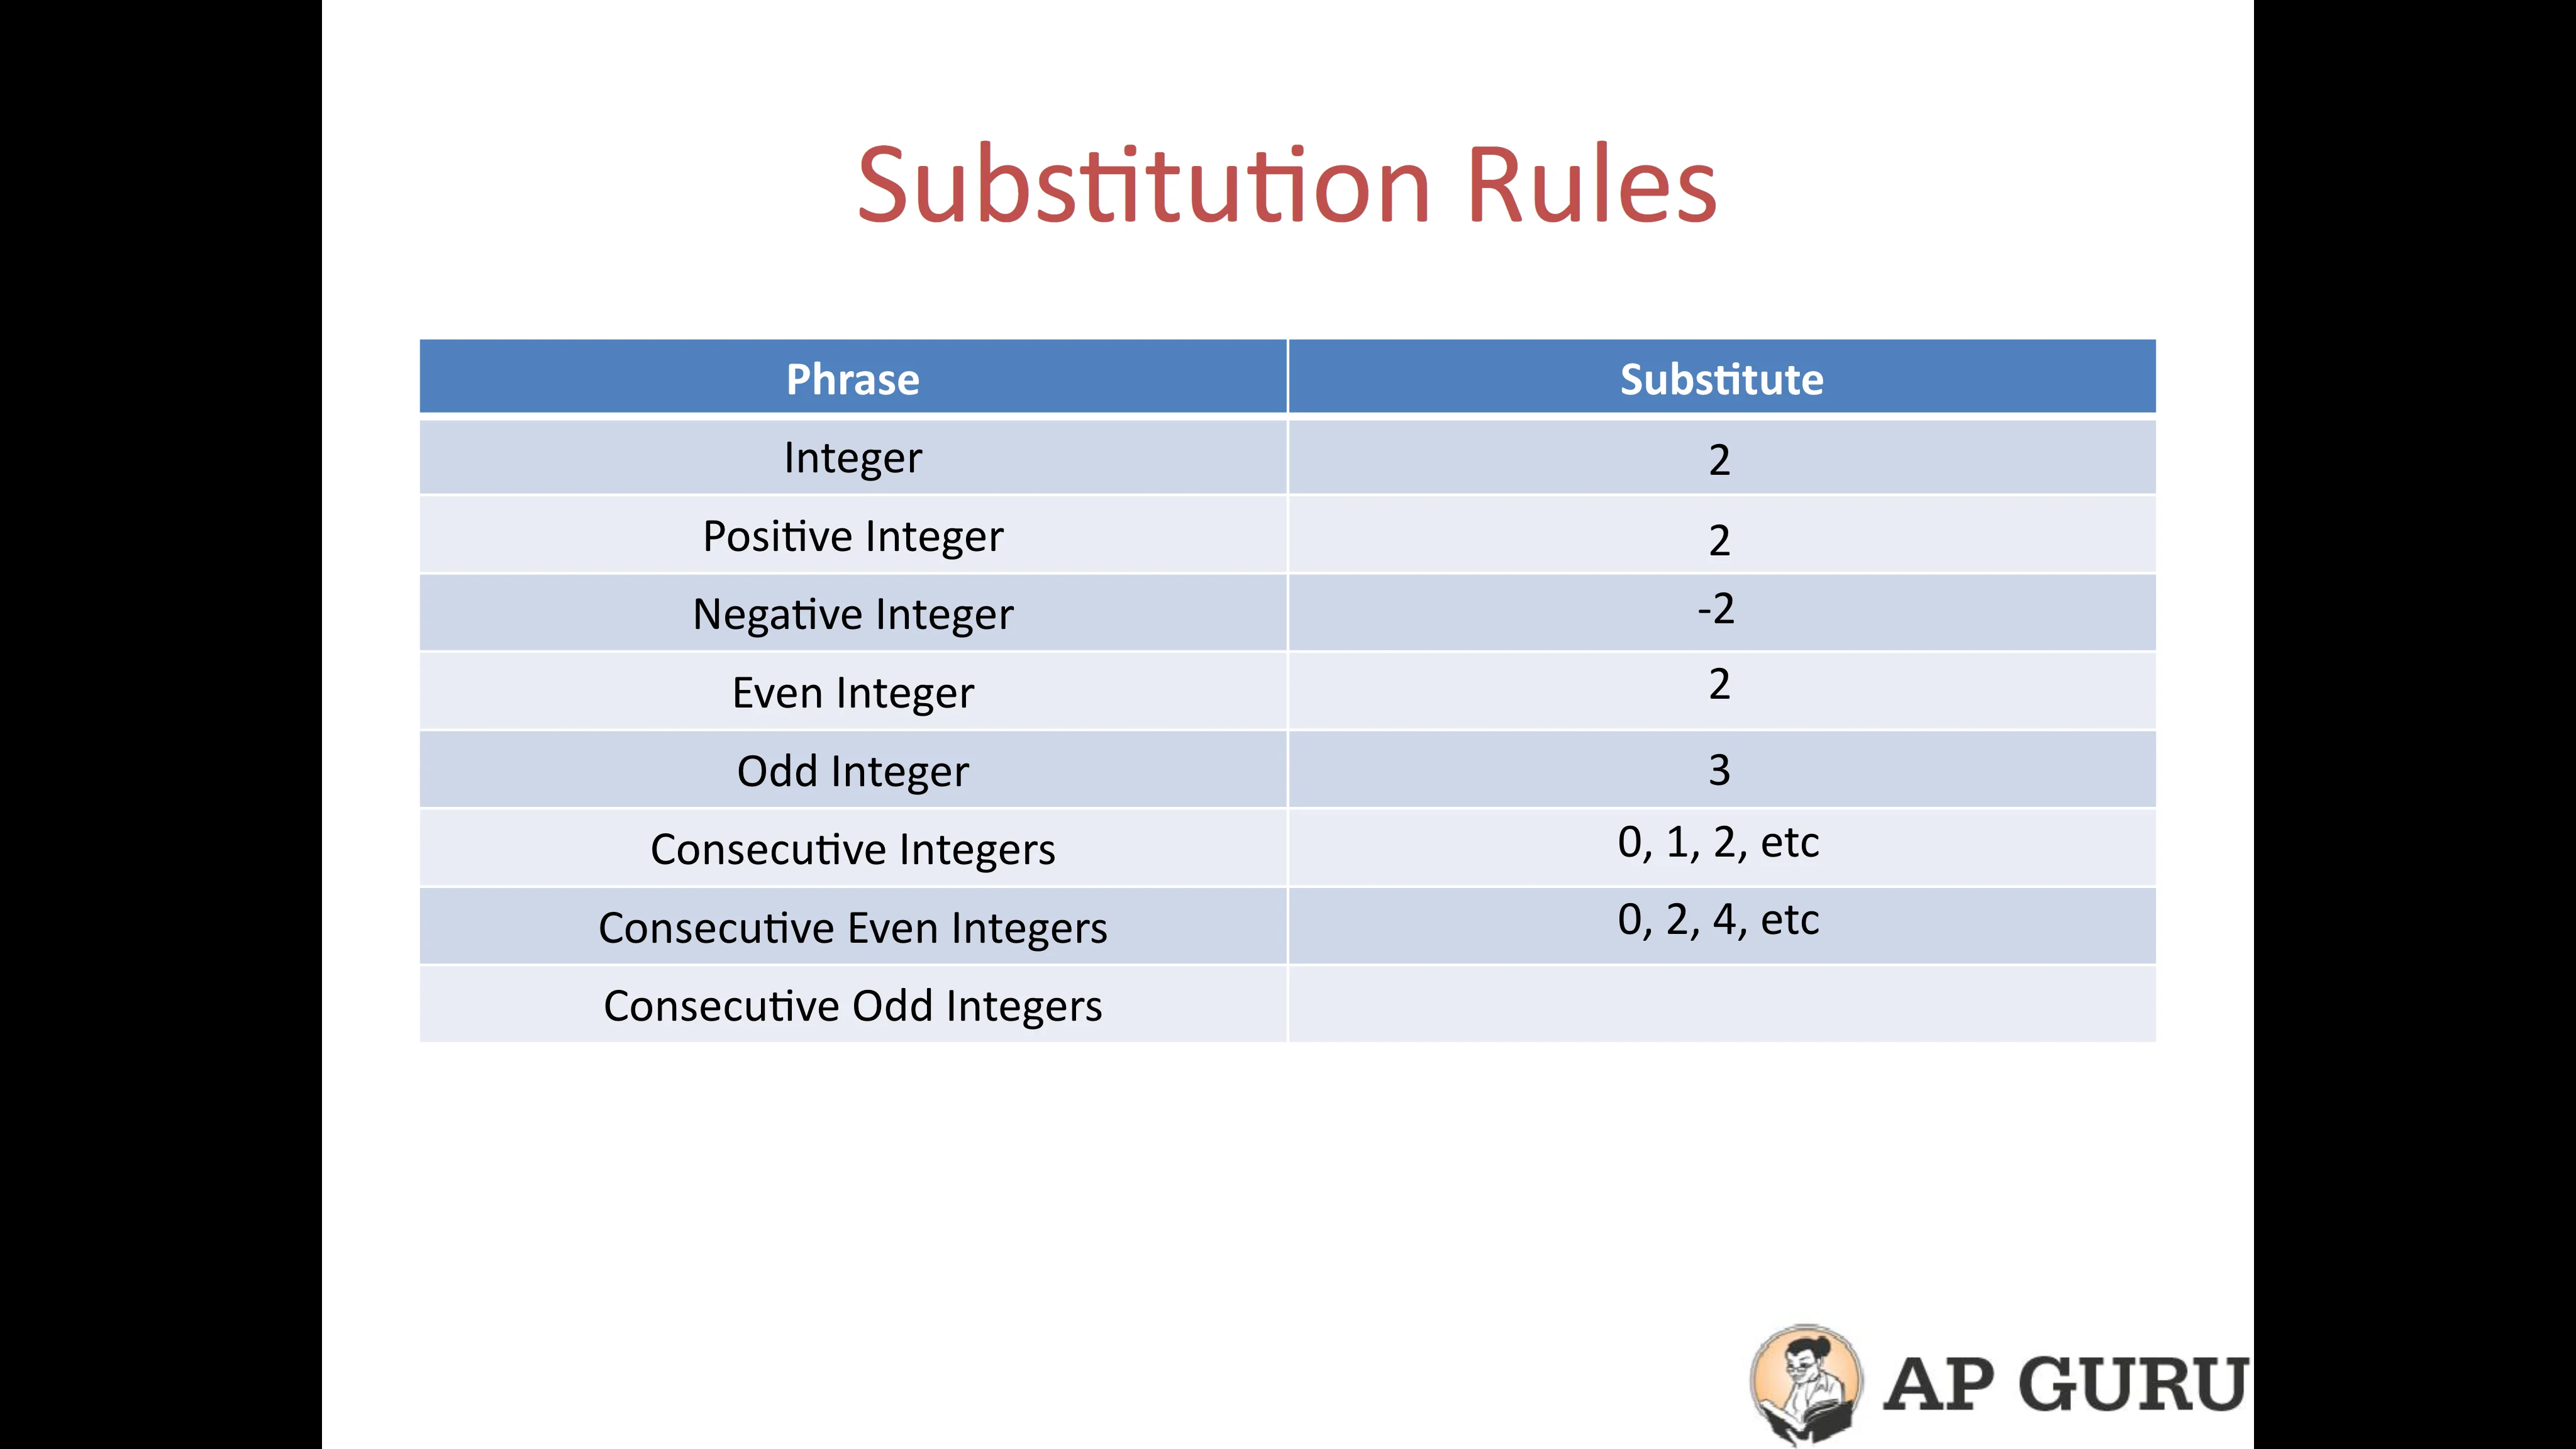 Substitution Rules
Phrase Substitute
Integer 2
Positive Integer 2
Negative Integer -2
Even Integer 2
Odd Integer 3
Consecutive Integers 0, 1, 2, etc
Consecutive Even Integers 0, 2, 4, etc
Consecutive Odd Integers
AP GURU